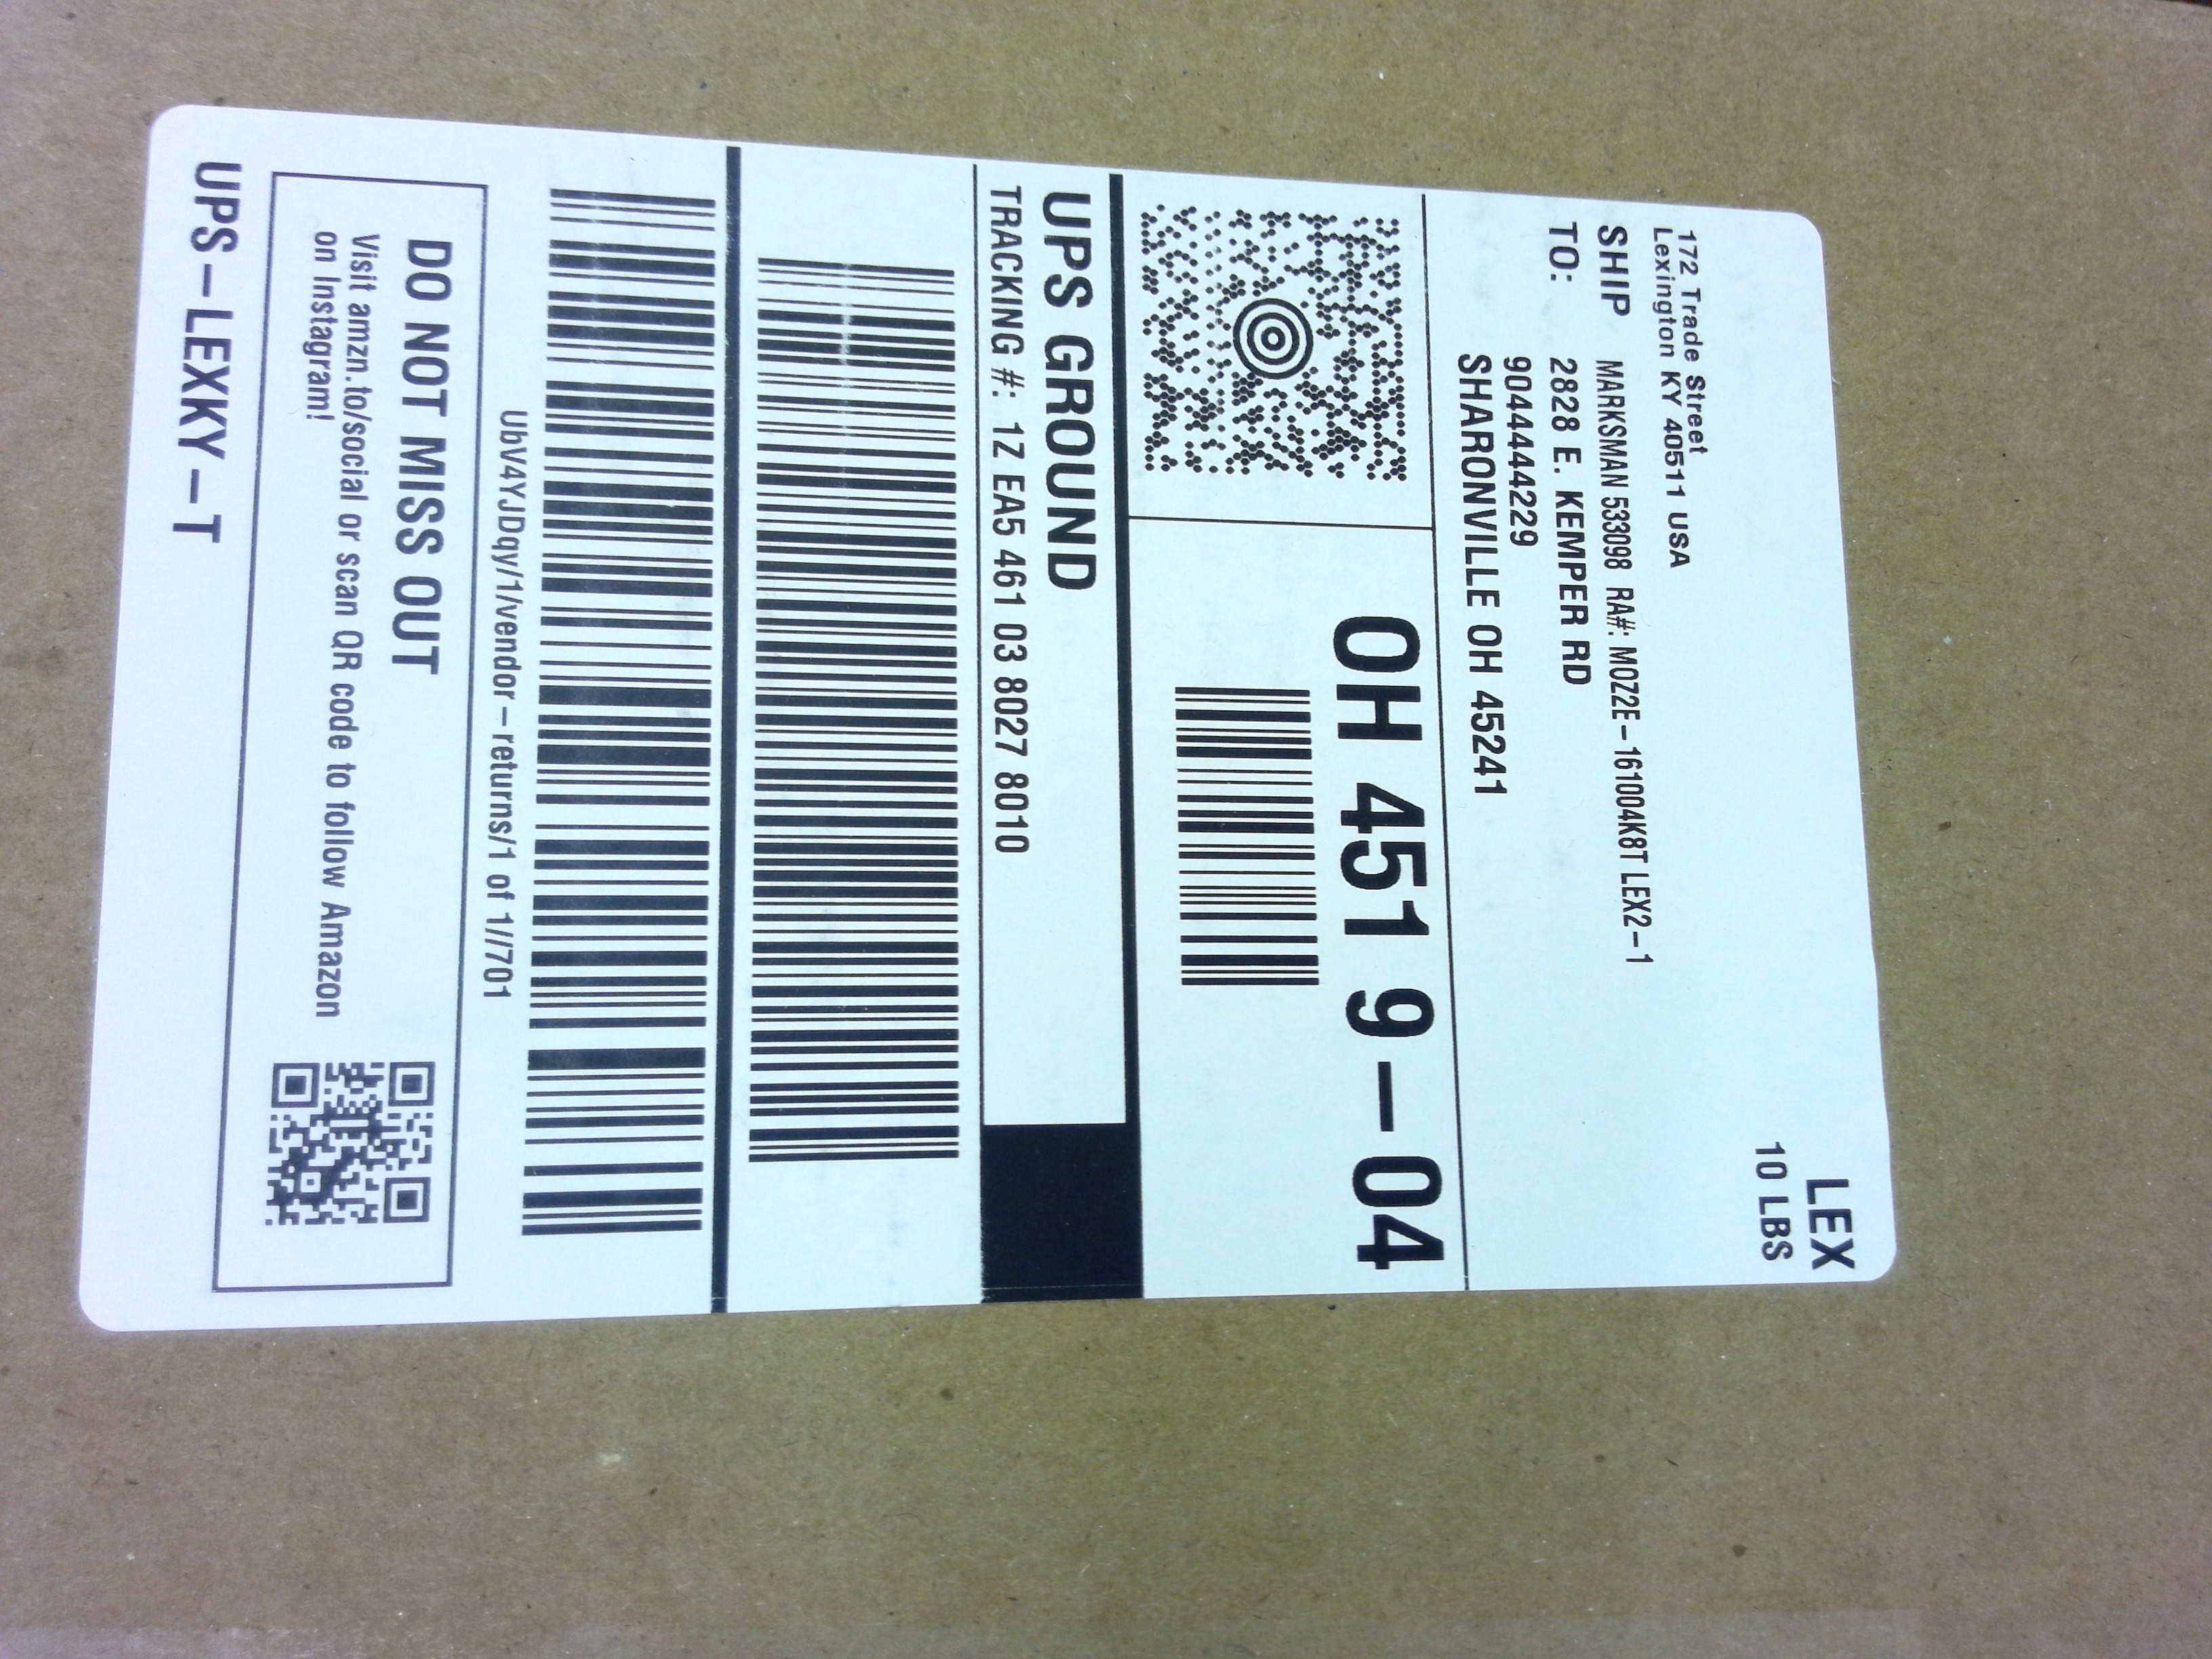 LEX
10 LBS
172 Trade Street
Lexington KY 40511 USA
SHIP MARKSMAN 533098 RA#: MOZ2E-161004K8T LEX2-1
TO: 2828 E. KEMPER RD
9044444229
SHARONVILLE OH 45241
OH 451 9-04
UPS GROUND
TRACKING #: 1Z EA5 461 03 8027 8010
UbV4YJDqy/1/vendor-returns/1 of 1//701
DO NOT MISS OUT
Visit amzn.to/social or scan QR code to follow Amazon
on Instagram!
UPS-LEXKY-T